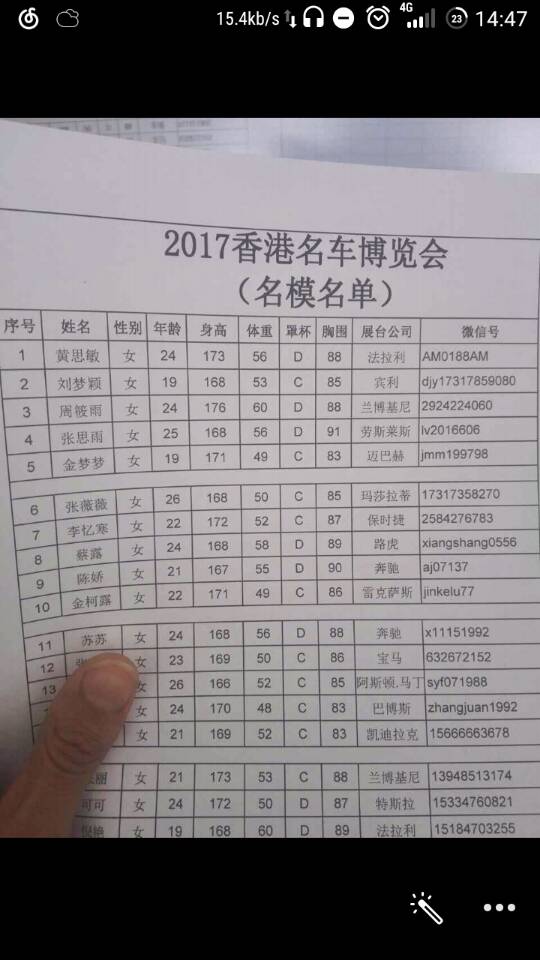 15.4kb/s 4G 23 14:47
2017香港名车博览会
（名模名单）
序号 姓名 性别 年龄 身高 体重 罩杯 胸围 展台公司 微信号
1 黄思敏 女 24 173 56 D 88 法拉利 AM0188AM
2 刘梦颖 女 19 168 53 C 85 宾利 djy17317859080
3 周筱雨 女 24 176 60 D 88 兰博基尼 2924224060
4 张思雨 女 25 168 56 D 91 劳斯莱斯 lv2016606
5 金梦梦 女 19 171 49 C 83 迈巴赫 jmm199798
6 张薇薇 女 26 168 50 C 85 玛莎拉蒂 17317358270
7 李忆寒 女 22 172 52 C 87 保时捷 2584276783
8 蔡露 女 24 168 58 D 89 路虎 xiangshang0556
9 陈娇 女 21 167 55 D 90 奔驰 aj07137
10 金柯露 女 22 171 49 C 86 雷克萨斯 jinkelu77
11 苏苏 女 24 168 56 D 88 奔驰 x11151992
12 女 23 169 50 C 86 宝马 632672152
13 女 26 166 52 C 85 阿斯顿.马丁 syf071988
女 24 170 48 C 83 巴博斯 zhangjuan1992
女 21 169 52 C 83 凯迪拉克 15666663678
丽 女 21 173 53 C 88 兰博基尼 13948513174
可可 女 24 172 50 D 87 特斯拉 15334760821
女 19 168 60 D 89 法拉利 15184703255